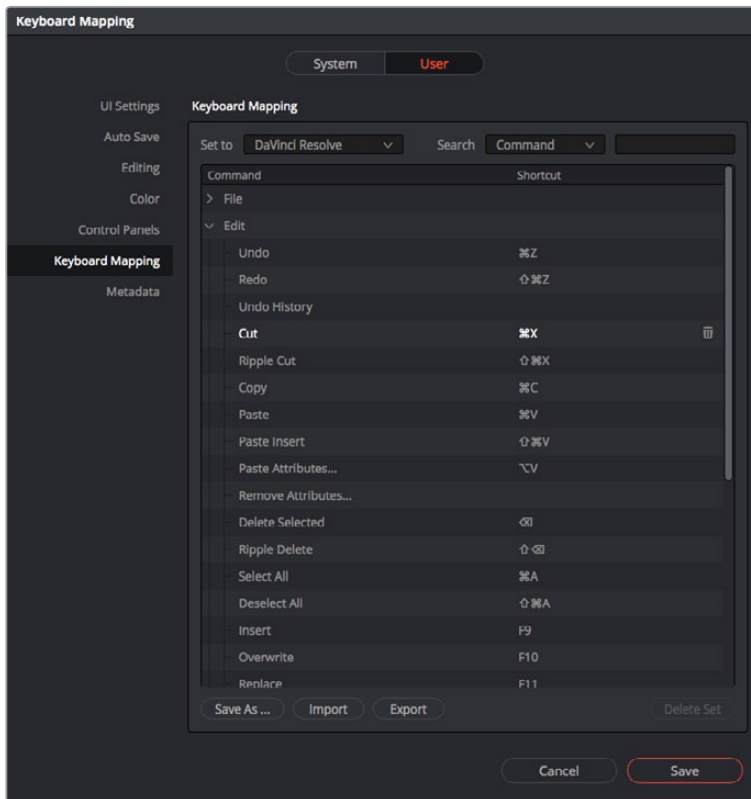 Keyboard Mapping
System User
UI Settings
Auto Save
Editing
Color
Control Panels
Keyboard Mapping
Metadata
Keyboard Mapping
Set to DaVinci Resolve Search Command
Command Shortcut
File
Edit
Undo ⌘Z
Redo ⇧⌘Z
Undo History
Cut ⌘X
Ripple Cut ⇧⌘X
Copy ⌘C
Paste ⌘V
Paste Insert ⇧⌘V
Paste Attributes... ⌥V
Remove Attributes...
Delete Selected ⌫
Ripple Delete ⇧⌫
Select All ⌘A
Deselect All ⇧⌘A
Insert F9
Overwrite F10
Replace F11
Save As ... Import Export Delete Set
Cancel Save